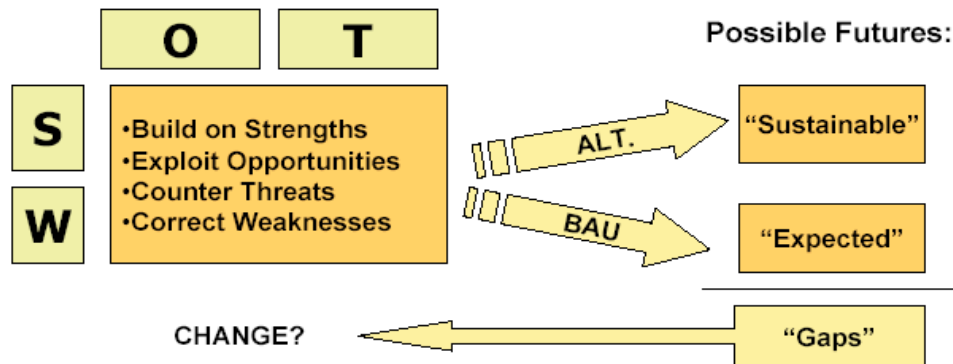 O T
Possible Futures:
S
W
•Build on Strengths
•Exploit Opportunities
•Counter Threats
•Correct Weaknesses
ALT.
BAU
“Sustainable”
“Expected”
CHANGE?
“Gaps”